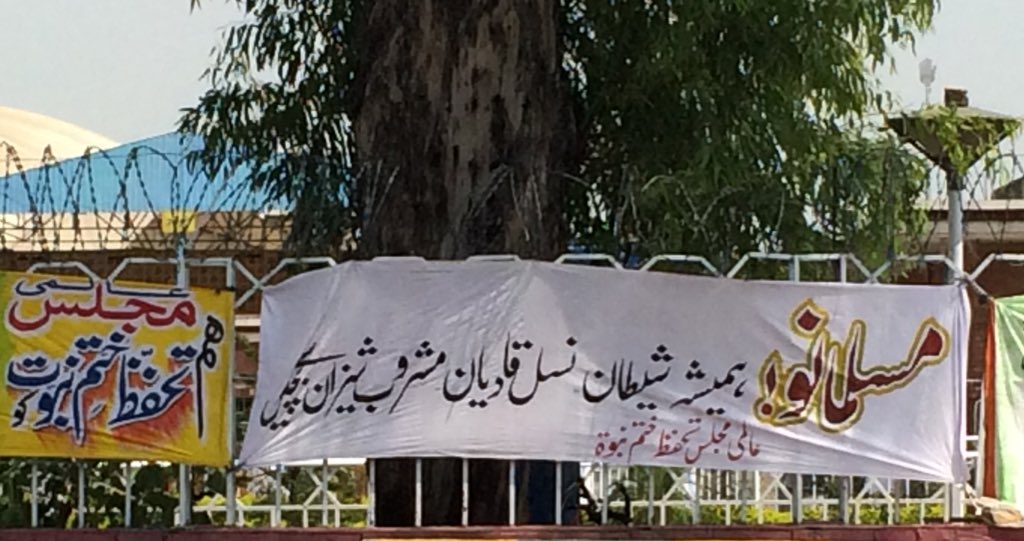 مسلمانو! ہمیشہ شیطان نسل قادیان مشروب شیزان سے بچیں
عالمی مجلس تحفظ ختم نبوۃ
ہم
عالمی
مجلس
تحفظ ختم نبوت
کو